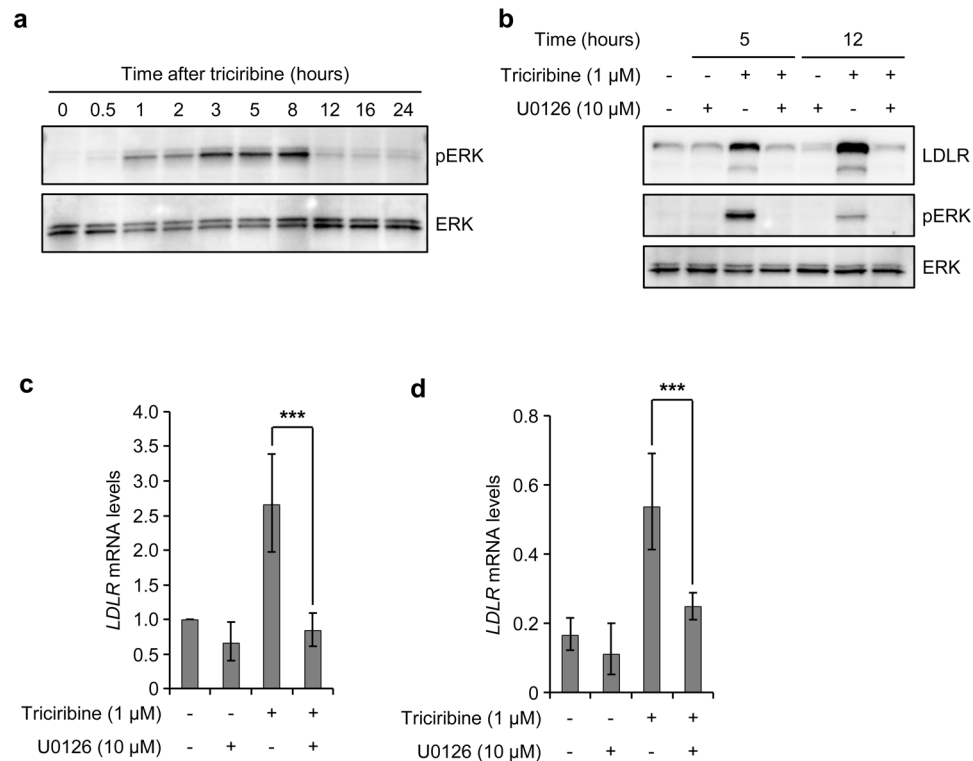 a
Time after triciribine (hours)
0 0.5 1 2 3 5 8 12 16 24
pERK
ERK
b
Time (hours) 5 12
Triciribine (1 µM) - - + + - + +
U0126 (10 µM) - + - + + - +
LDLR
pERK
ERK
c
LDLR mRNA levels
4.0
3.5
3.0
2.5
2.0
1.5
1.0
0.5
0
***
Triciribine (1 µM) - - + +
U0126 (10 µM) - + - +
d
LDLR mRNA levels
0.8
0.6
0.4
0.2
0
***
Triciribine (1 µM) - - + +
U0126 (10 µM) - + - +